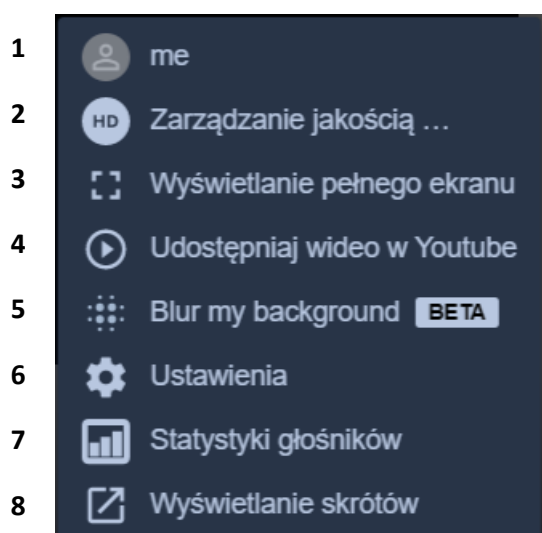 1 me
2 HD Zarządzanie jakością ...
3 Wyświetlanie pełnego ekranu
4 Udostępniaj wideo w Youtube
5 Blur my background BETA
6 Ustawienia
7 Statystyki głośników
8 Wyświetlanie skrótów